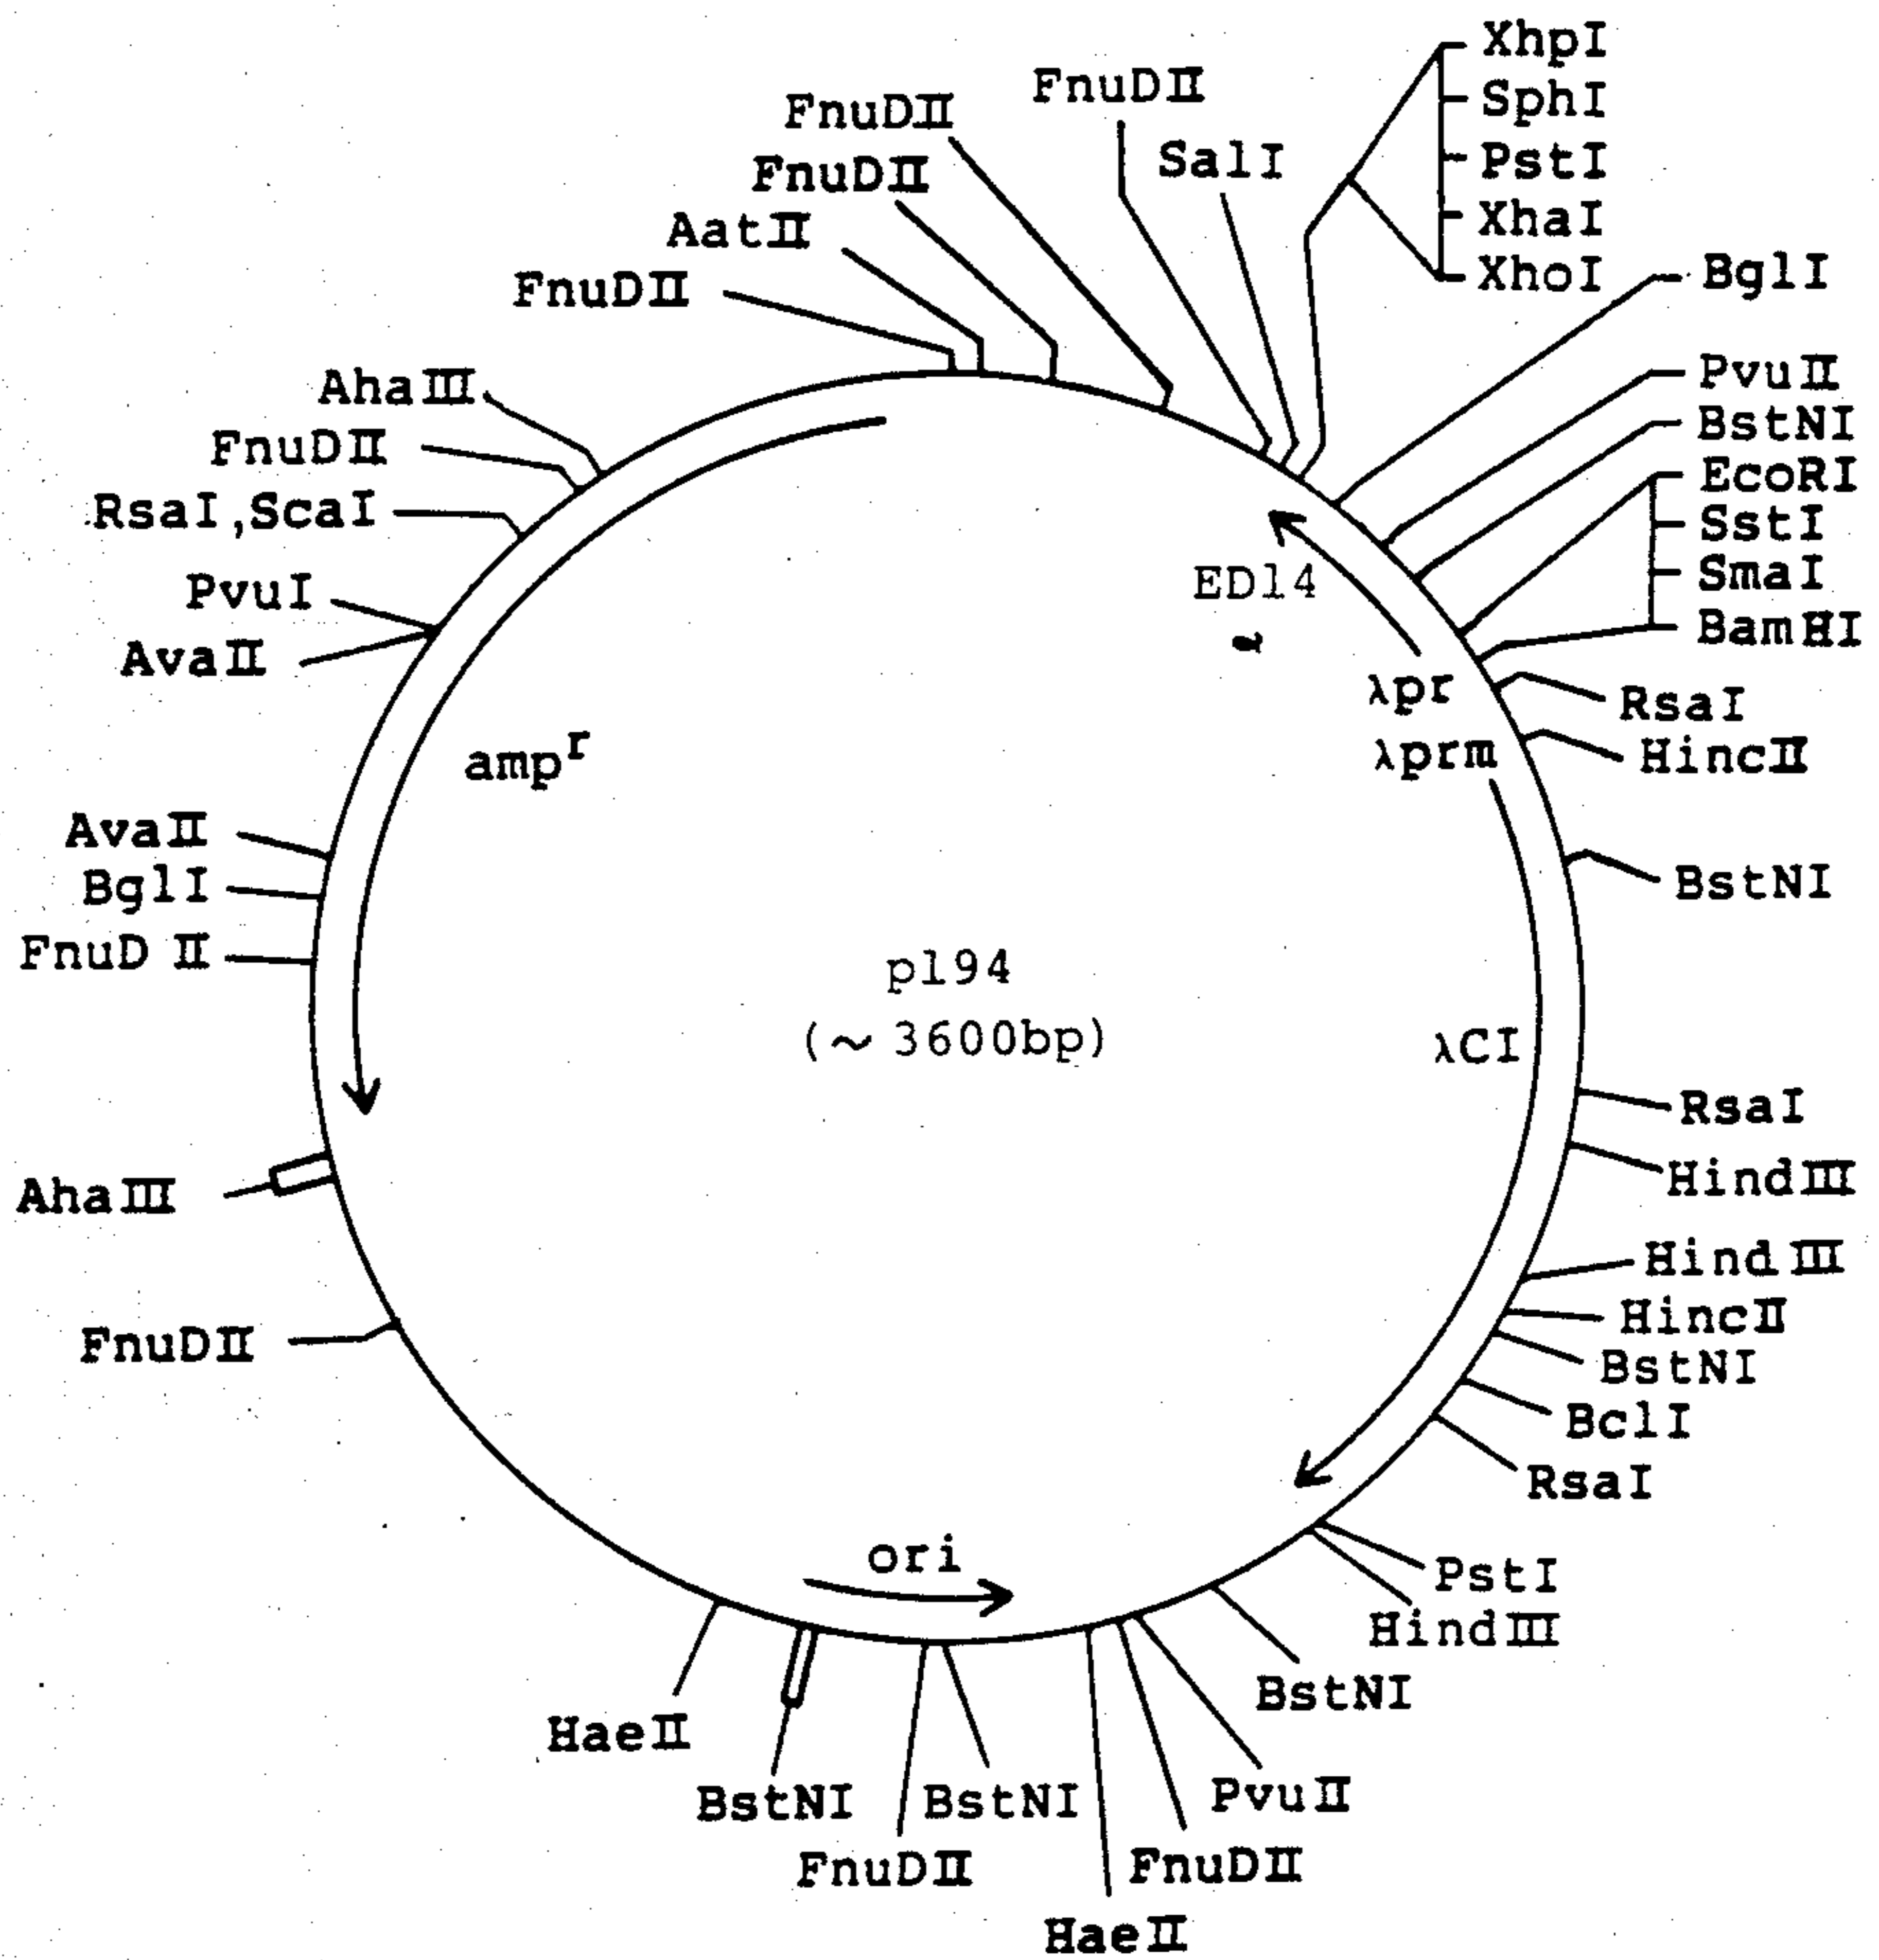 XhpI
SphI
PstI
XhaI
XhoI
FnuDII
SalI
FnuDII
FnuDII
AatII
FnuDII
BglI
PvuII
BstNI
EcoRI
SstI
SmaI
BamHI
RsaI
HincII
BstNI
RsaI
HindIII
HindIII
HincII
BstNI
BclI
RsaI
PstI
HindIII
BstNI
PvuII
FnuDII
HaeII
BstNI
FnuDII
BstNI
HaeII
FnuDII
AhaIII
FnuD II
BglI
AvaII
AvaII
PvuI
RsaI,ScaI
FnuDII
AhaIII
ampʳ
ED14
λpr
λprm
λCI
ori
p194
(~ 3600bp)